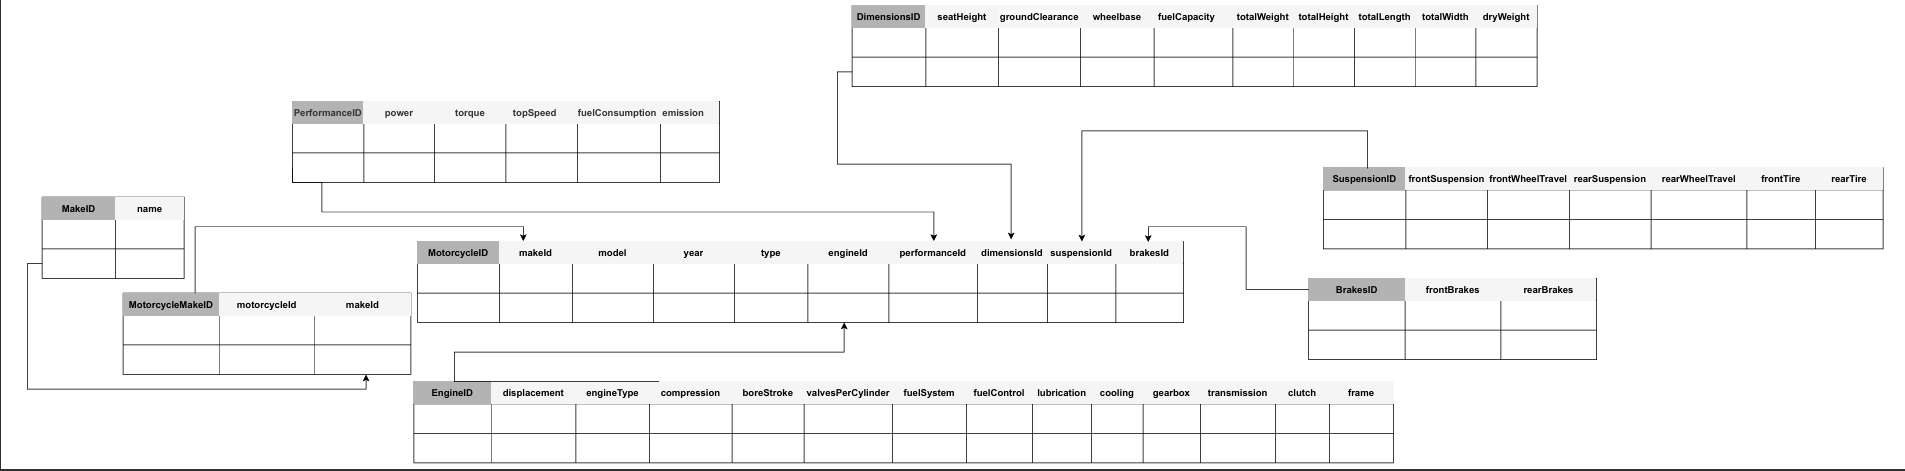 DimensionsID seatHeight groundClearance wheelbase fuelCapacity totalWeight totalHeight totalLength totalWidth dryWeight
PerformanceID power torque topSpeed fuelConsumption emission
SuspensionID frontSuspension frontWheelTravel rearSuspension rearWheelTravel frontTire rearTire
MakeID name
MotorcycleID makeId model year type engineId performanceId dimensionsId suspensionId brakesId
BrakesID frontBrakes rearBrakes
MotorcycleMakeID motorcycleId makeId
EngineID displacement engineType compression boreStroke valvesPerCylinder fuelSystem fuelControl lubrication cooling gearbox transmission clutch frame